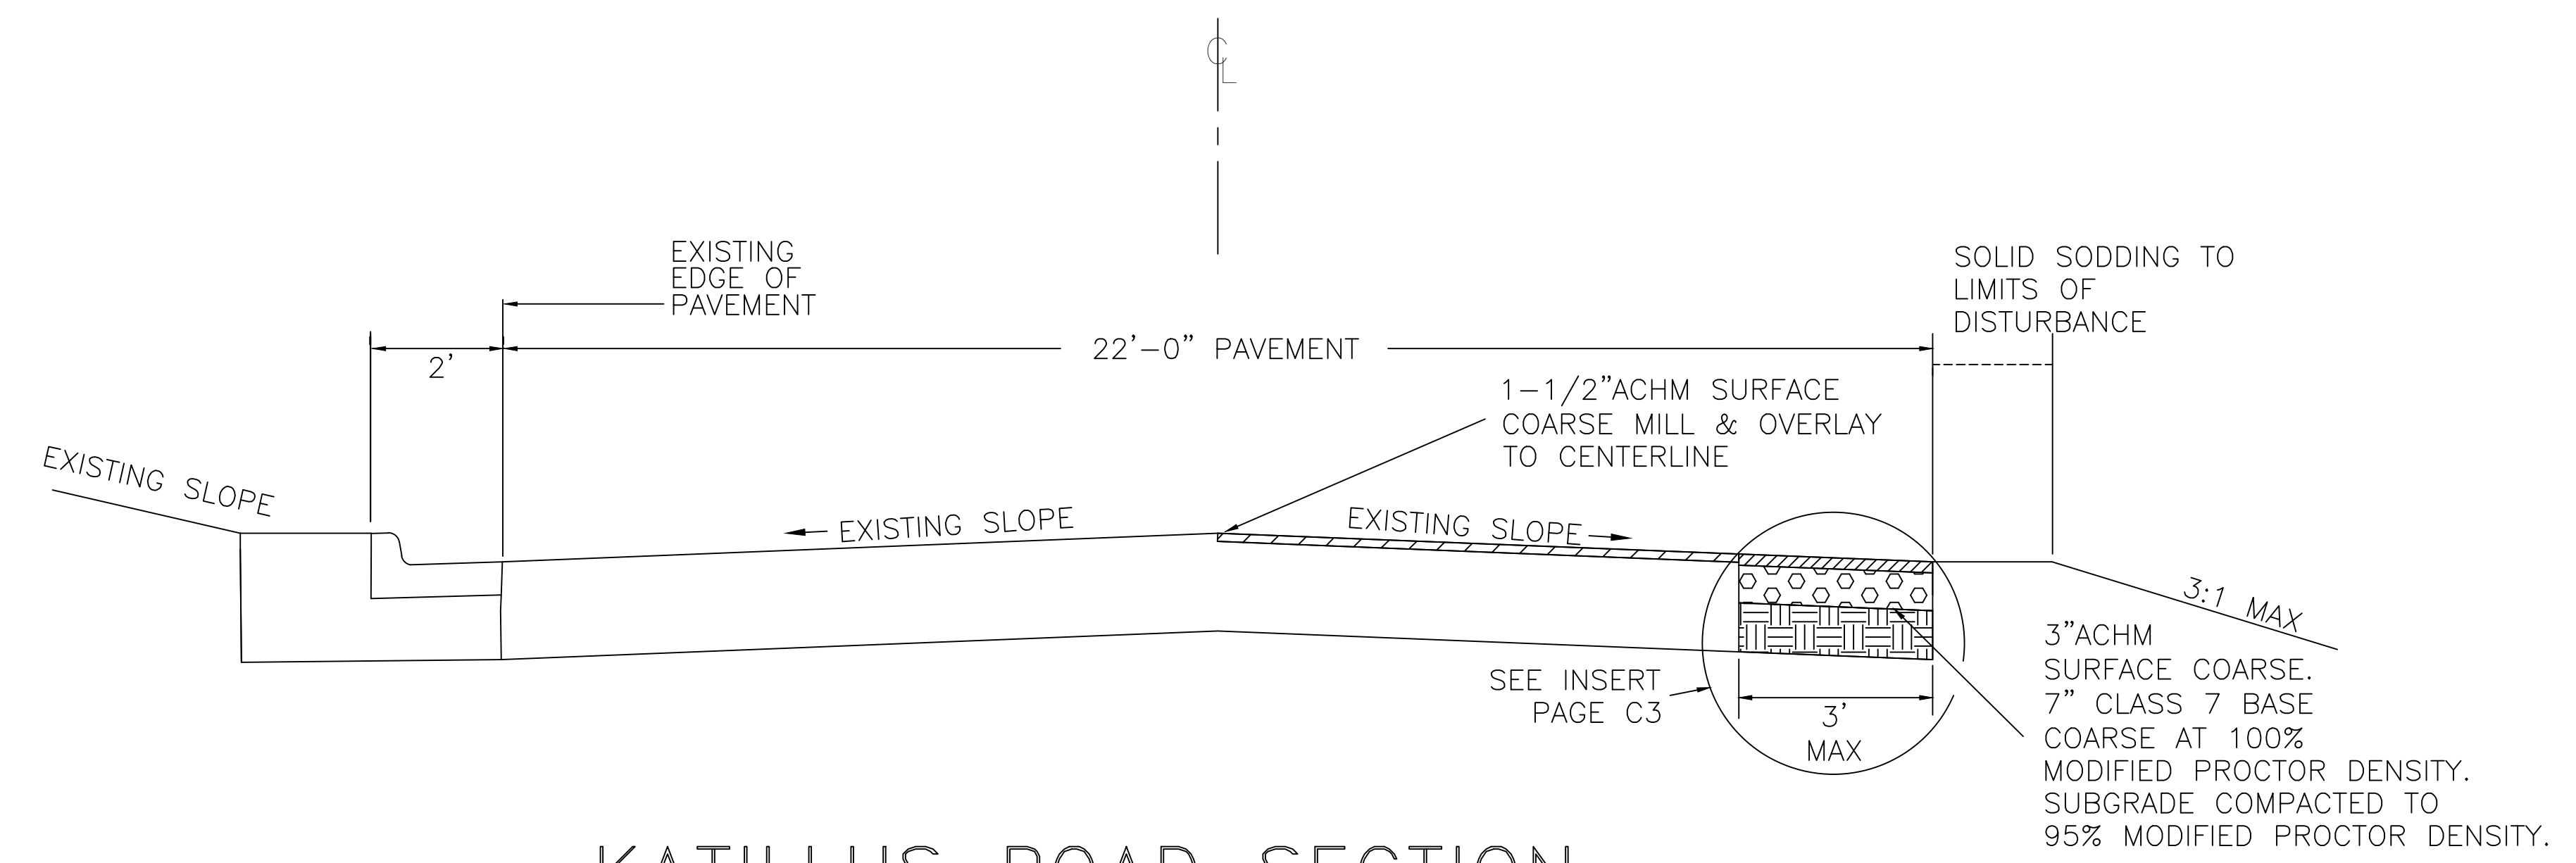 CL
EXISTING
EDGE OF
PAVEMENT
SOLID SODDING TO
LIMITS OF
DISTURBANCE
2'
22'-0" PAVEMENT
1-1/2"ACHM SURFACE
COARSE MILL & OVERLAY
TO CENTERLINE
EXISTING SLOPE
EXISTING SLOPE
EXISTING SLOPE
3:1 MAX
SEE INSERT
PAGE C3
3'
MAX
3"ACHM
SURFACE COARSE.
7" CLASS 7 BASE
COARSE AT 100%
MODIFIED PROCTOR DENSITY.
SUBGRADE COMPACTED TO
95% MODIFIED PROCTOR DENSITY.
ROAD SECTION